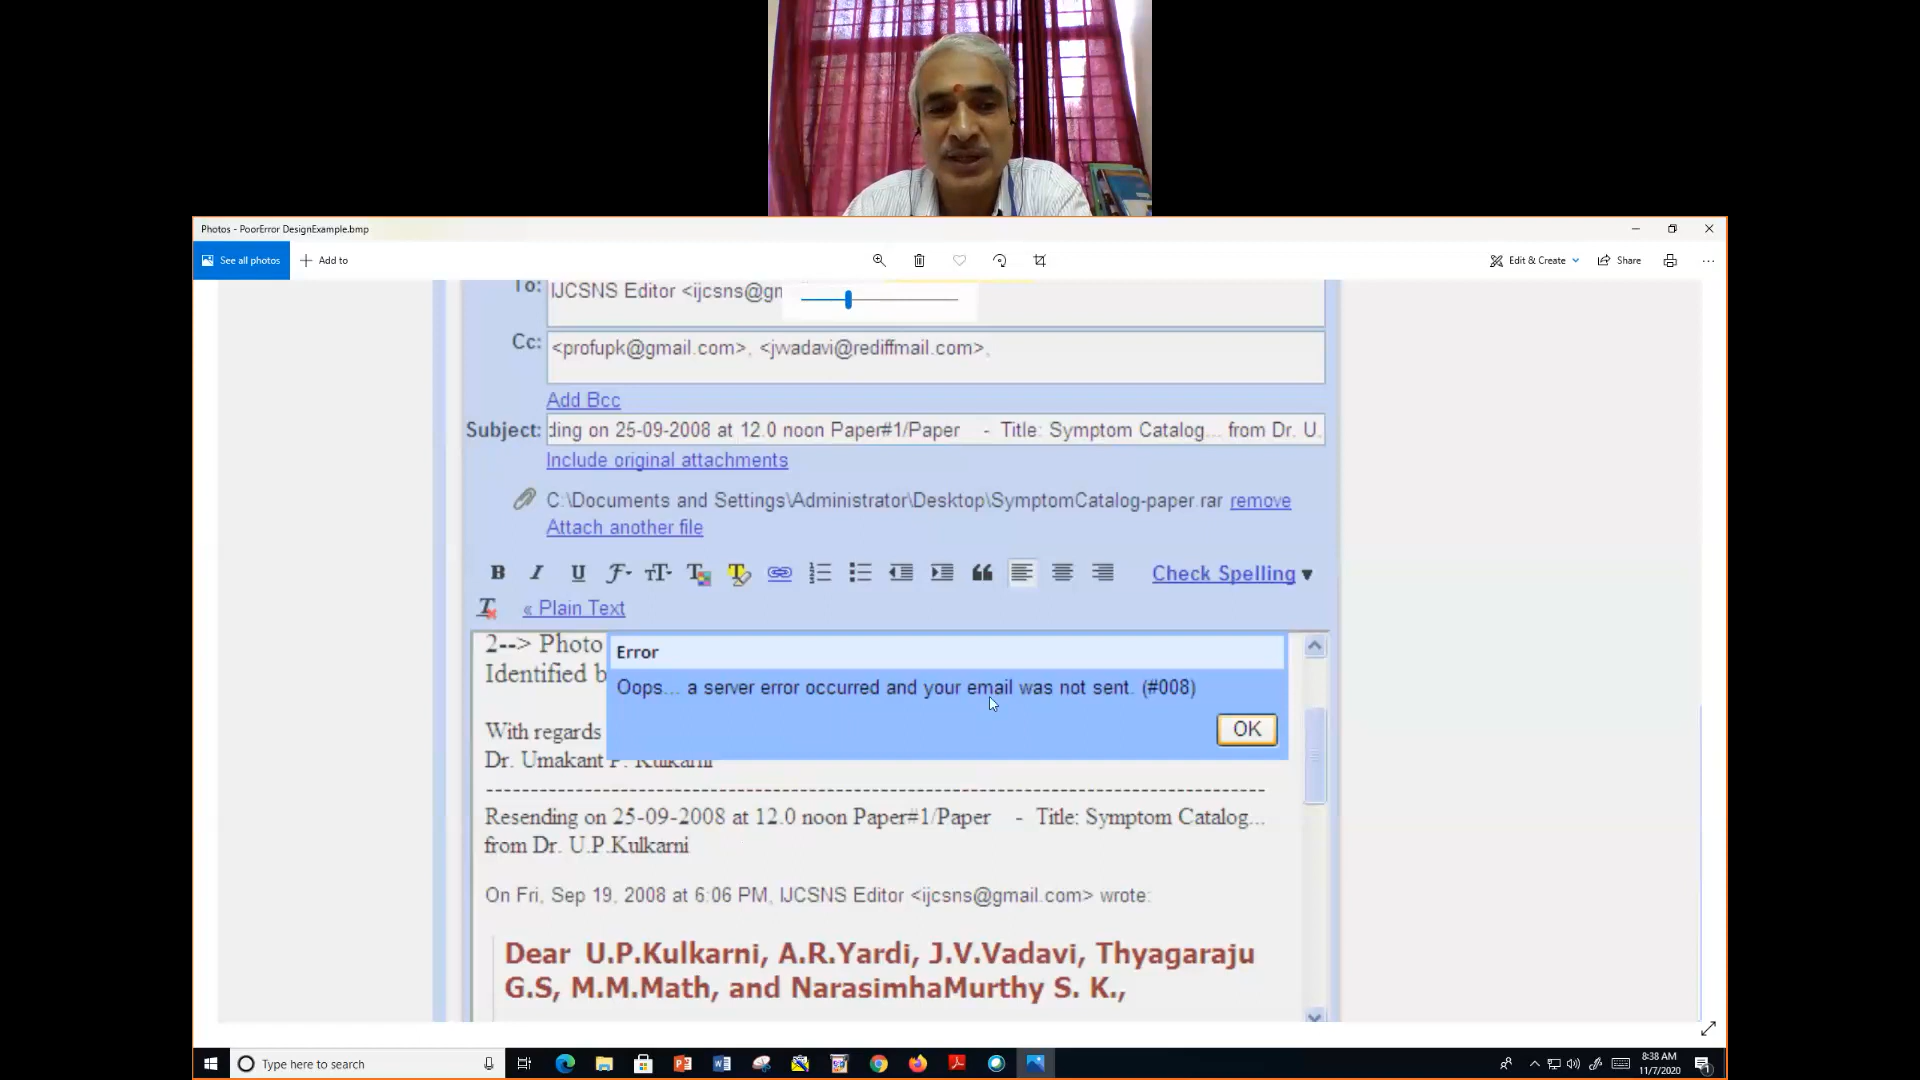 Photos - PoorError DesignExample.bmp
See all photos
Add to
Edit & Create
Share
To:
IJCSNS Editor <ijcsns@gm
Cc:
<profupk@gmail.com>, <jwadavi@rediffmail.com>,
Add Bcc
Subject:
ding on 25-09-2008 at 12.0 noon Paper#1/Paper - Title: Symptom Catalog... from Dr. U.
Include original attachments
C:\Documents and Settings\Administrator\Desktop\SymptomCatalog-paper.rar remove
Attach another file
Check Spelling
« Plain Text
2--> Photo
Identified b
Error
Oops... a server error occurred and your email was not sent. (#008)
OK
With regards
Dr. Umakant P. Kulkarni
Resending on 25-09-2008 at 12.0 noon Paper#1/Paper - Title: Symptom Catalog...
from Dr. U.P.Kulkarni
On Fri, Sep 19, 2008 at 6:06 PM, IJCSNS Editor <ijcsns@gmail.com> wrote:
Dear U.P.Kulkarni, A.R.Yardi, J.V.Vadavi, Thyagaraju
G.S, M.M.Math, and NarasimhaMurthy S. K.,
Type here to search
8:38 AM
11/7/2020